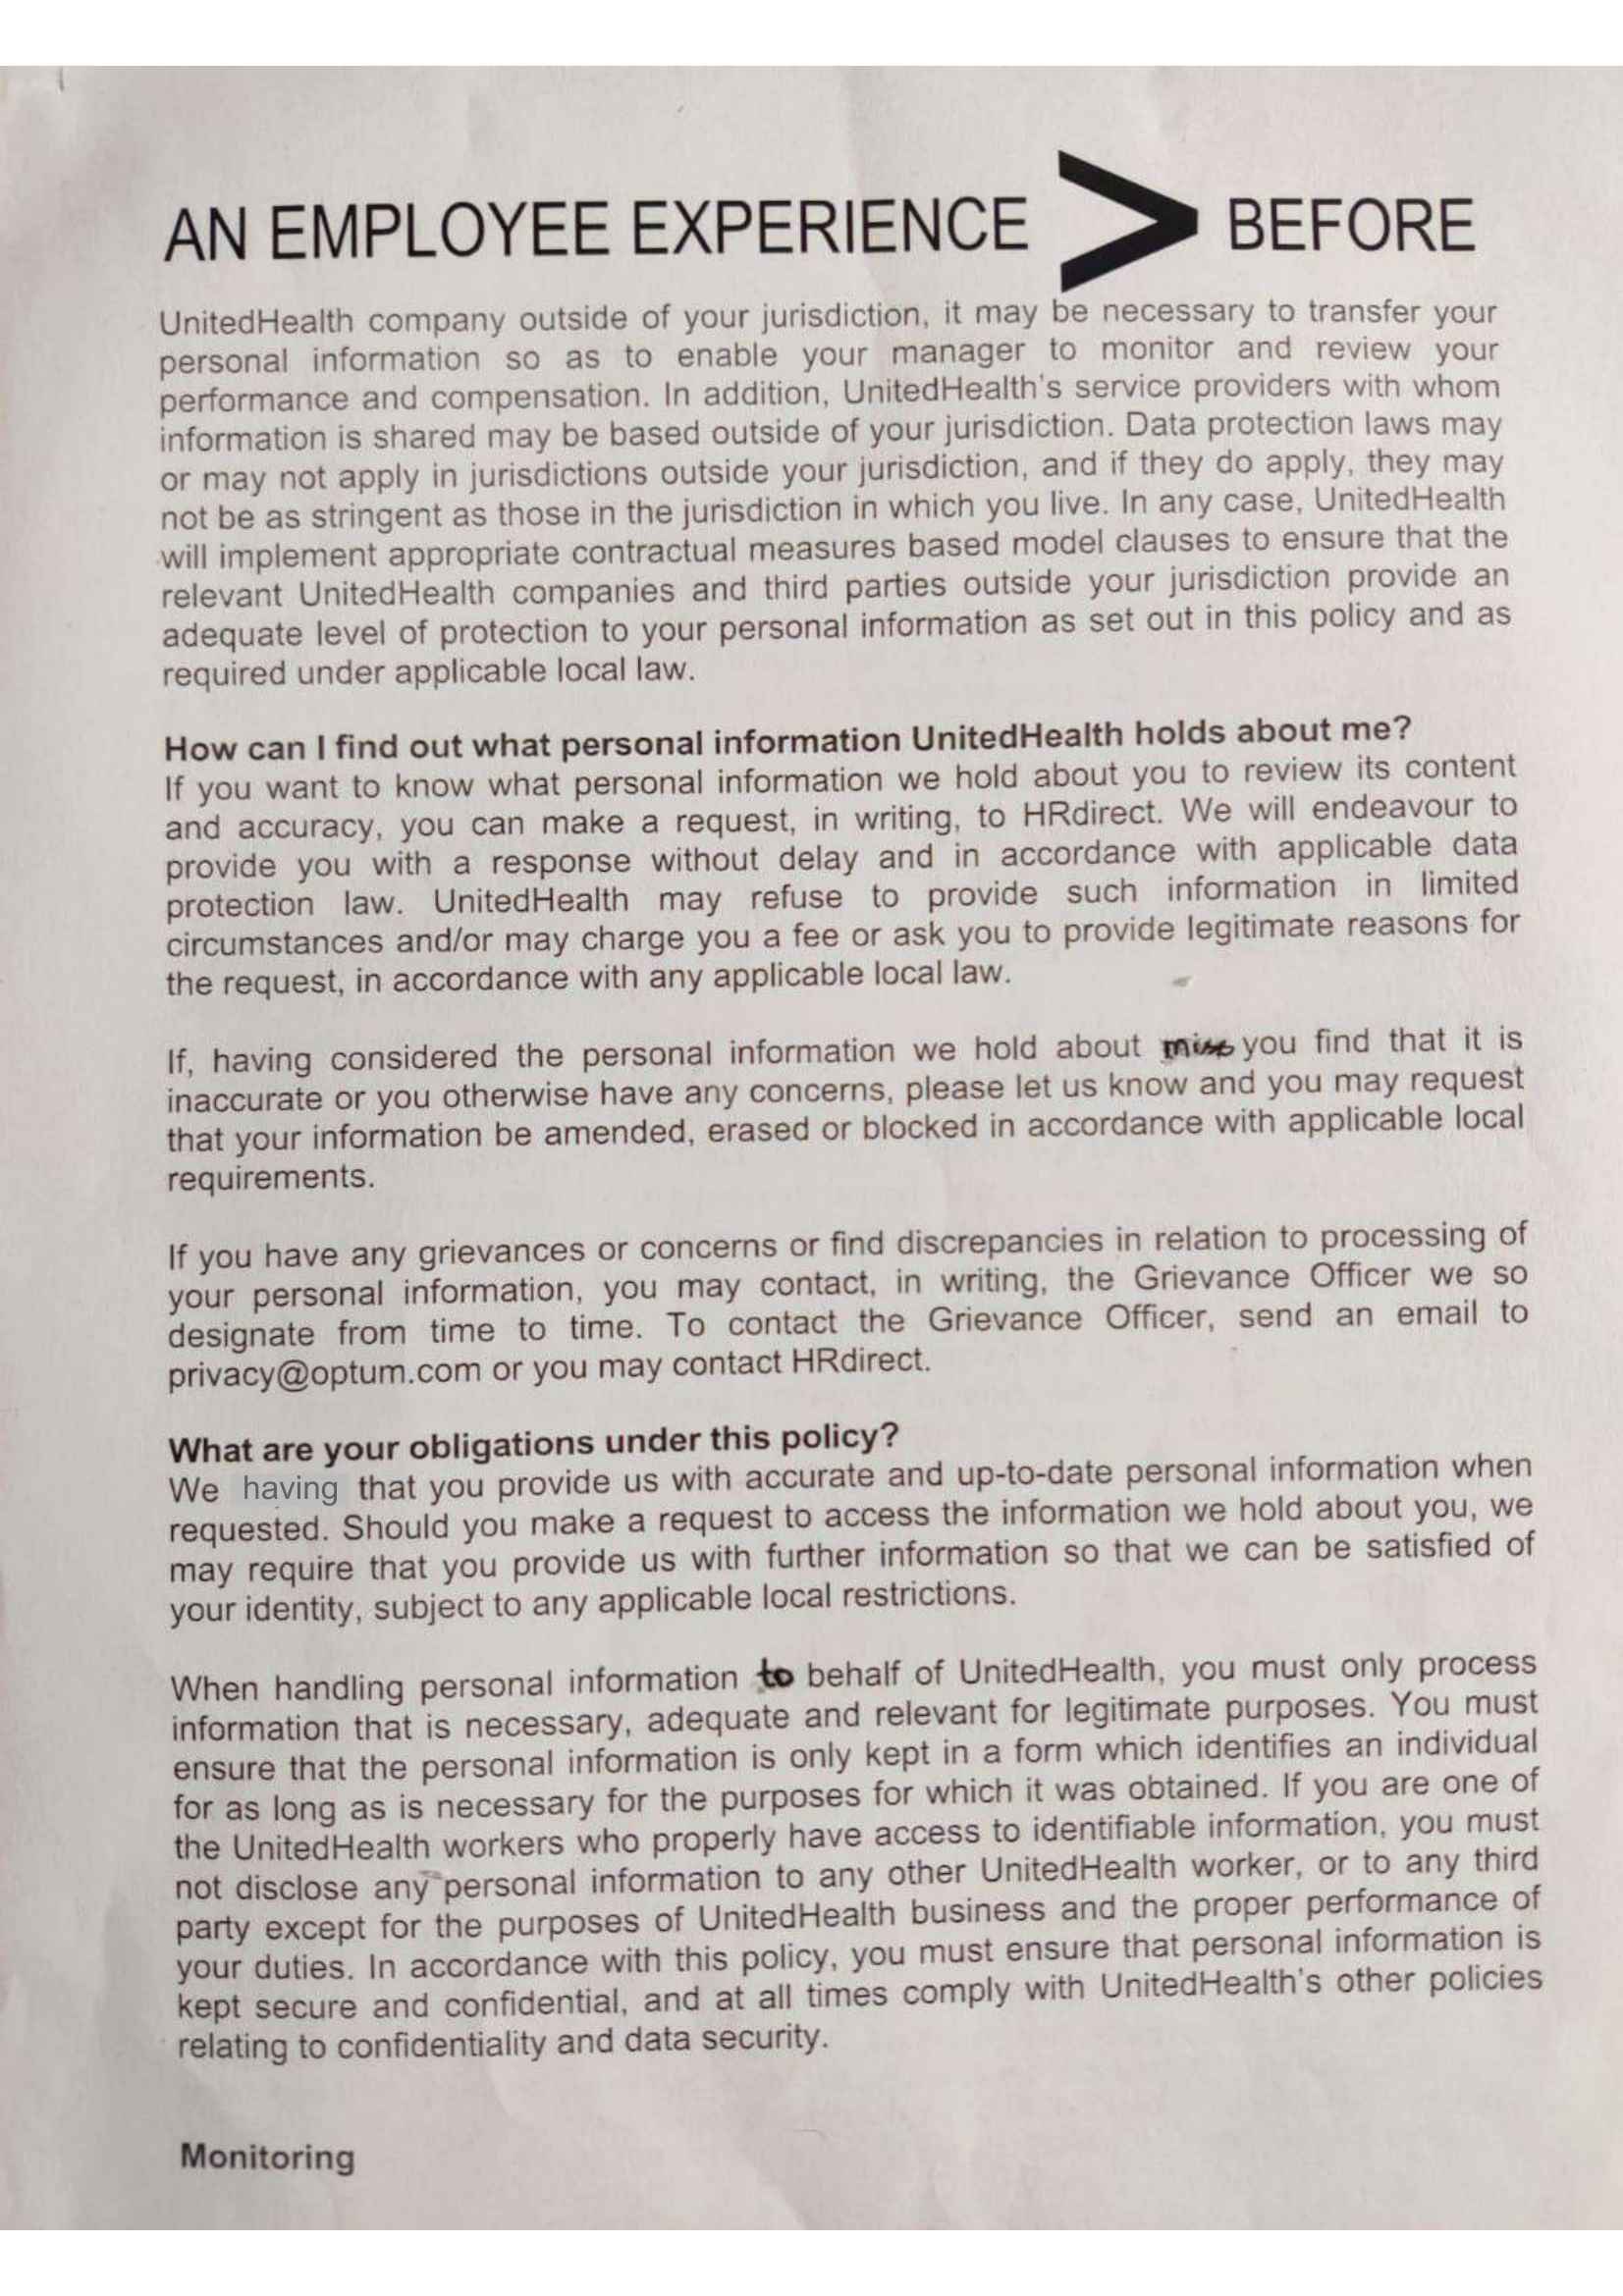 AN EMPLOYEE EXPERIENCE > BEFORE
UnitedHealth company outside of your jurisdiction, it may be necessary to transfer your
personal information so as to enable your manager to monitor and review your
performance and compensation. In addition, UnitedHealth's service providers with whom
information is shared may be based outside of your jurisdiction. Data protection laws may
or may not apply in jurisdictions outside your jurisdiction, and if they do apply, they may
not be as stringent as those in the jurisdiction in which you live. In any case, UnitedHealth
will implement appropriate contractual measures based model clauses to ensure that the
relevant UnitedHealth companies and third parties outside your jurisdiction provide an
adequate level of protection to your personal information as set out in this policy and as
required under applicable local law.
How can I find out what personal information UnitedHealth holds about me?
If you want to know what personal information we hold about you to review its content
and accuracy, you can make a request, in writing, to HRdirect. We will endeavour to
provide you with a response without delay and in accordance with applicable data
protection law. UnitedHealth may refuse to provide such information in limited
circumstances and/or may charge you a fee or ask you to provide legitimate reasons for
the request, in accordance with any applicable local law.
If, having considered the personal information we hold about you find that it is
inaccurate or you otherwise have any concerns, please let us know and you may request
that your information be amended, erased or blocked in accordance with applicable local
requirements.
If you have any grievances or concerns or find discrepancies in relation to processing of
your personal information, you may contact, in writing, the Grievance Officer we so
designate from time to time. To contact the Grievance Officer, send an email to
privacy@optum.com or you may contact HRdirect.
What are your obligations under this policy?
We having that you provide us with accurate and up-to-date personal information when
requested. Should you make a request to access the information we hold about you, we
may require that you provide us with further information so that we can be satisfied of
your identity, subject to any applicable local restrictions.
When handling personal information to behalf of UnitedHealth, you must only process
information that is necessary, adequate and relevant for legitimate purposes. You must
ensure that the personal information is only kept in a form which identifies an individual
for as long as is necessary for the purposes for which it was obtained. If you are one of
the UnitedHealth workers who properly have access to identifiable information, you must
not disclose any personal information to any other UnitedHealth worker, or to any third
party except for the purposes of UnitedHealth business and the proper performance of
your duties. In accordance with this policy, you must ensure that personal information is
kept secure and confidential, and at all times comply with UnitedHealth's other policies
relating to confidentiality and data security.
Monitoring